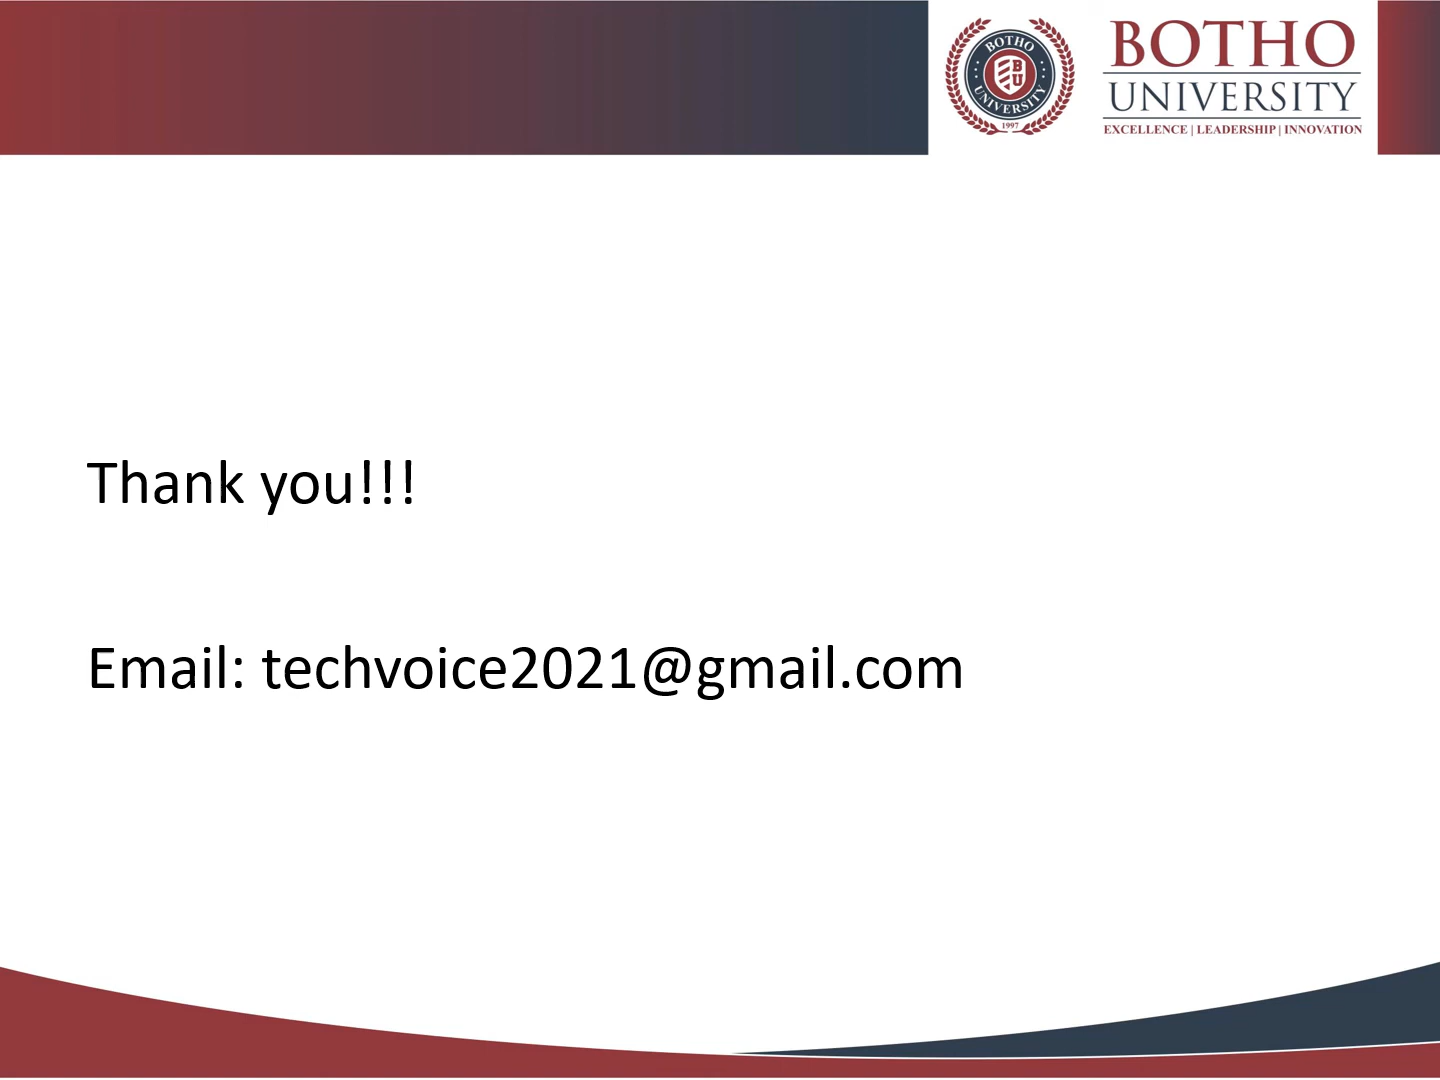 BOTHO
UNIVERSITY
EXCELLENCE | LEADERSHIP | INNOVATION
BOTHO
BU
UNIVERSITY
1997
Thank you!!!
Email: techvoice2021@gmail.com